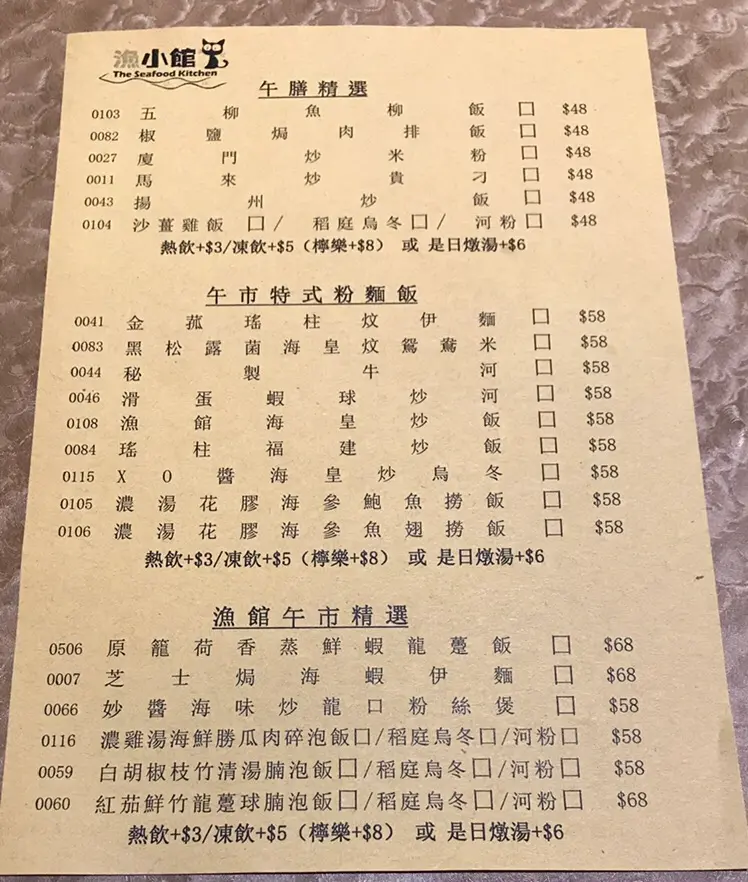 漁小館
The Seafood Kitchen
午膳精選
0103 五柳魚柳飯 □ $48
0082 椒鹽焗肉排飯 □ $48
0027 廈門炒米粉 □ $48
0011 馬來炒貴刁 □ $48
0043 揚州炒飯 □ $48
0104 沙薑雞飯 □/ 稻庭烏冬□/ 河粉□ $48
熱飲+$3/凍飲+$5（檸樂+$8） 或 是日燉湯+$6
午市特式粉麵飯
0041 金菰瑤柱炆伊麵 □ $58
0083 黑松露菌海皇炆鴛鴦米 □ $58
0044 秘製牛河 □ $58
0046 滑蛋蝦球炒河 □ $58
0108 漁館海皇炒飯 □ $58
0084 瑤柱福建炒飯 □ $58
0115 XO醬海皇炒烏冬 □ $58
0105 濃湯花膠海參鮑魚撈飯 □ $58
0106 濃湯花膠海參魚翅撈飯 □ $58
熱飲+$3/凍飲+$5（檸樂+$8） 或 是日燉湯+$6
漁館午市精選
0506 原籠荷香蒸鮮蝦龍躉飯 □ $68
0007 芝士焗海蝦伊麵 □ $68
0066 妙醬海味炒龍口粉絲煲 □ $58
0116 濃雞湯海鮮勝瓜肉碎泡飯□/稻庭烏冬□/河粉□ $58
0059 白胡椒枝竹清湯腩泡飯□/稻庭烏冬□/河粉□ $58
0060 紅茄鮮竹龍躉球腩泡飯□/稻庭烏冬□/河粉□ $68
熱飲+$3/凍飲+$5（檸樂+$8） 或 是日燉湯+$6